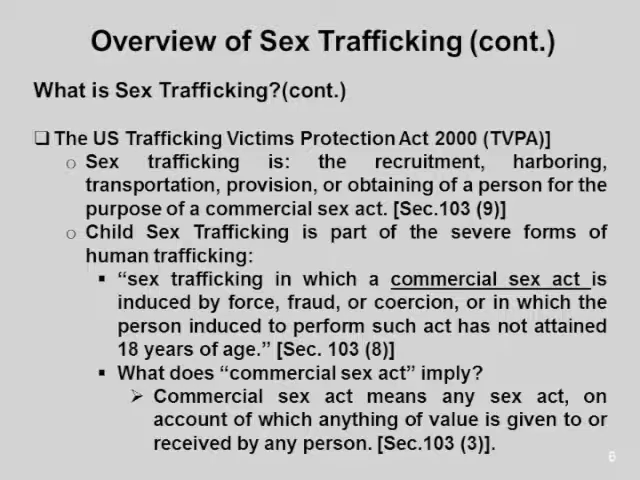 Overview of Sex Trafficking (cont.)
What is Sex Trafficking?(cont.)
❑ The US Trafficking Victims Protection Act 2000 (TVPA)]
o Sex trafficking is: the recruitment, harboring,
transportation, provision, or obtaining of a person for the
purpose of a commercial sex act. [Sec.103 (9)]
o Child Sex Trafficking is part of the severe forms of
human trafficking:
▪ “sex trafficking in which a commercial sex act is
induced by force, fraud, or coercion, or in which the
person induced to perform such act has not attained
18 years of age.” [Sec. 103 (8)]
▪ What does “commercial sex act” imply?
➢ Commercial sex act means any sex act, on
account of which anything of value is given to or
received by any person. [Sec.103 (3)].
6